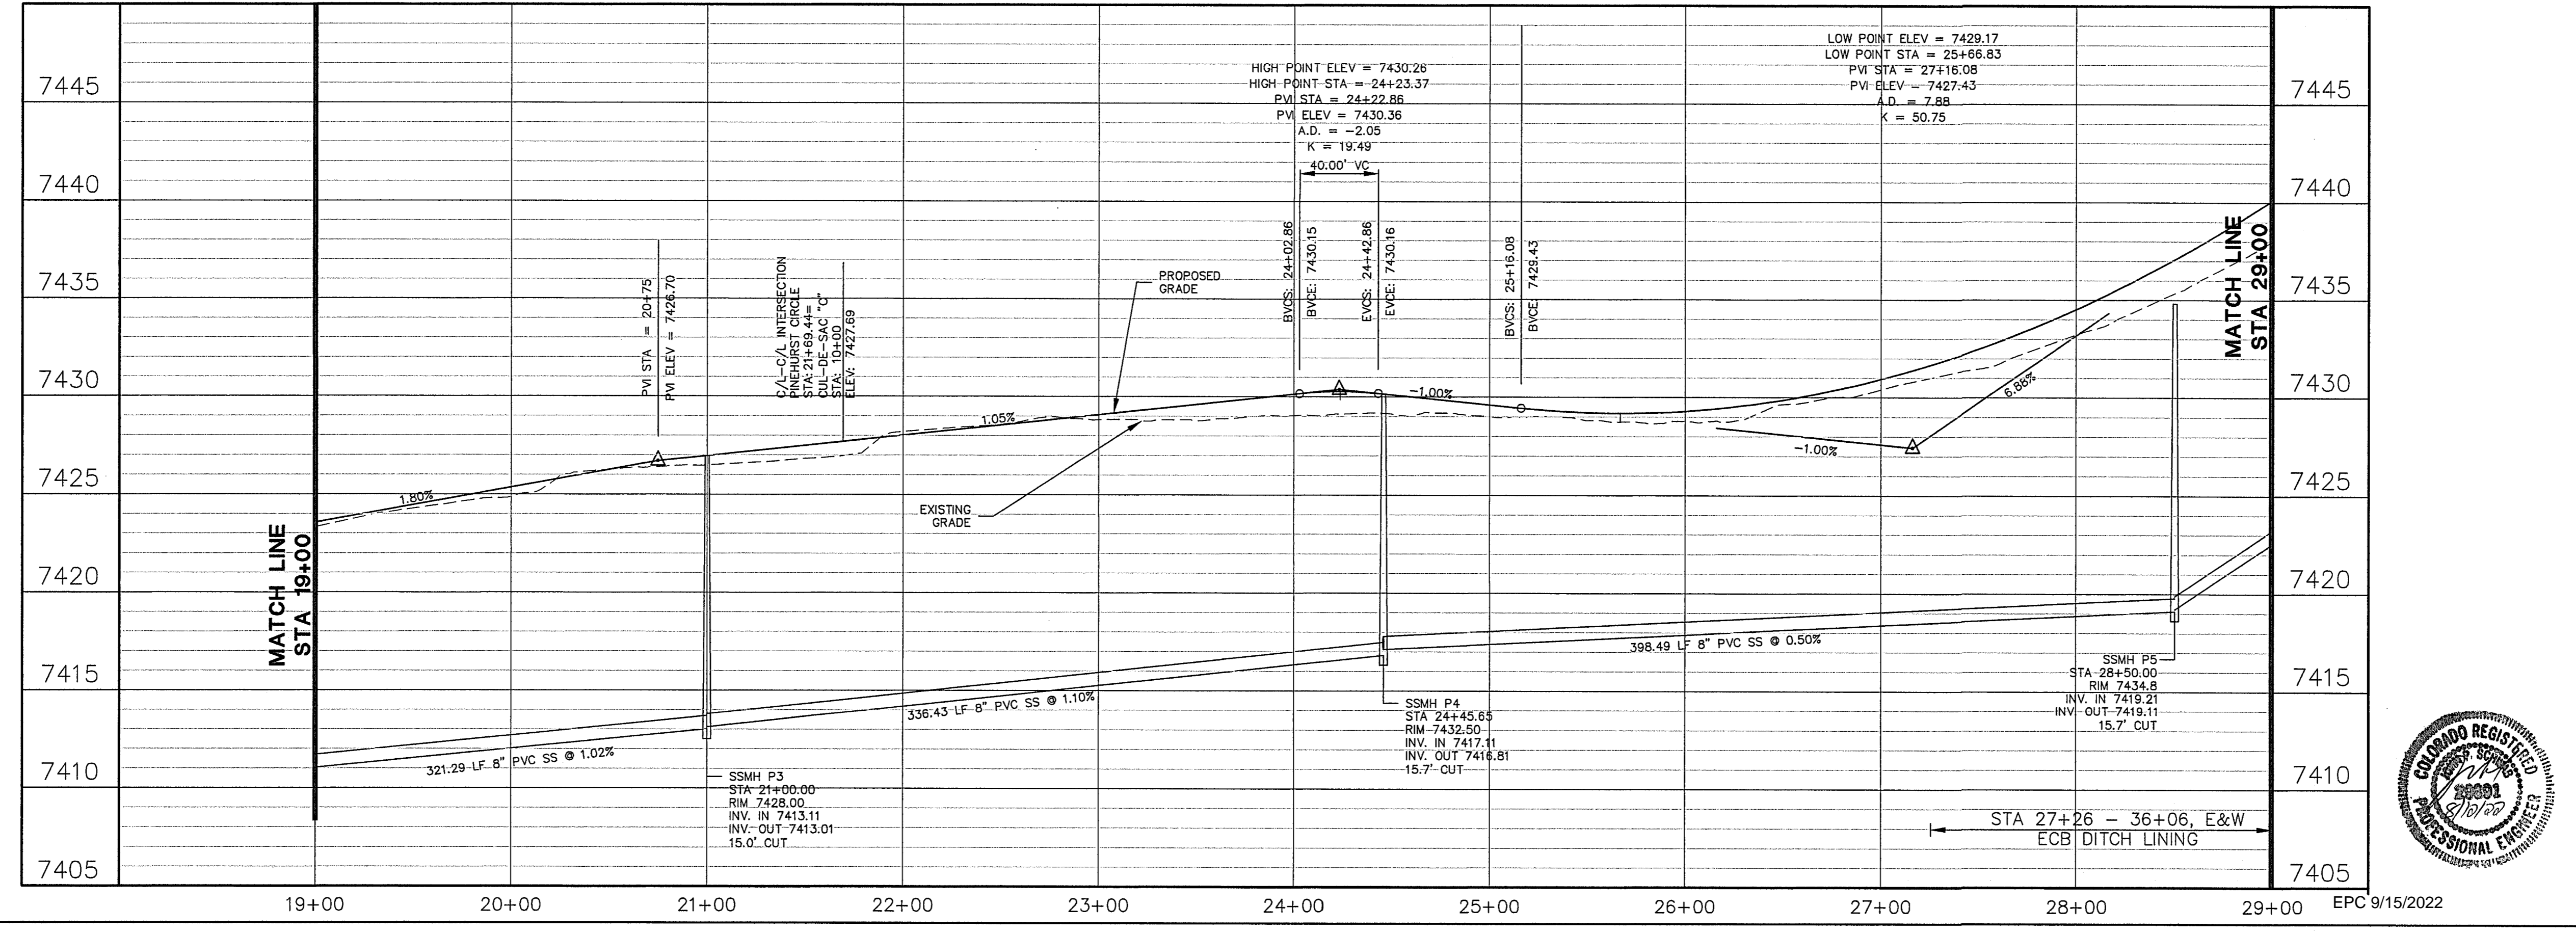 7445
7440
7435
7430
7425
7420
7415
7410
7405
MATCH LINE
STA 19+00
1.80%
PVI STA = 20+75
PVI ELEV = 7426.70
C/L-C/L INTERSECTION
PINEHURST CIRCLE
STA: 21+69.44=
CUL-DE-SAC "C"
STA: 10+00
ELEV: 7427.69
1.05%
EXISTING
GRADE
PROPOSED
GRADE
HIGH POINT ELEV = 7430.26
HIGH POINT STA = 24+23.37
PVI STA = 24+22.86
PVI ELEV = 7430.36
A.D. = -2.05
K = 19.49
40.00' VC
BVCS: 24+02.86
BVCE: 7430.15
EVCS: 24+42.86
EVCE: 7430.16
-1.00%
BVCS: 25+16.08
BVCE: 7429.43
LOW POINT ELEV = 7429.17
LOW POINT STA = 25+66.83
PVI STA = 27+16.08
PVI ELEV = 7427.43
A.D. = 7.88
K = 50.75
-1.00%
6.88%
MATCH LINE
STA 29+00
321.29 LF 8" PVC SS @ 1.02%
SSMH P3
STA 21+00.00
RIM 7428.00
INV. IN 7413.11
INV. OUT 7413.01
15.0' CUT
336.43 LF 8" PVC SS @ 1.10%
SSMH P4
STA 24+45.65
RIM 7432.50
INV. IN 7417.11
INV. OUT 7416.81
15.7' CUT
398.49 LF 8" PVC SS @ 0.50%
SSMH P5
STA 28+50.00
RIM 7434.8
INV. IN 7419.21
INV. OUT 7419.11
15.7' CUT
STA 27+26 - 36+06, E&W
ECB DITCH LINING
7445
7440
7435
7430
7425
7420
7415
7410
7405
19+00
20+00
21+00
22+00
23+00
24+00
25+00
26+00
27+00
28+00
29+00
COLORADO REGISTERED
PROFESSIONAL ENGINEER
EPC 9/15/2022